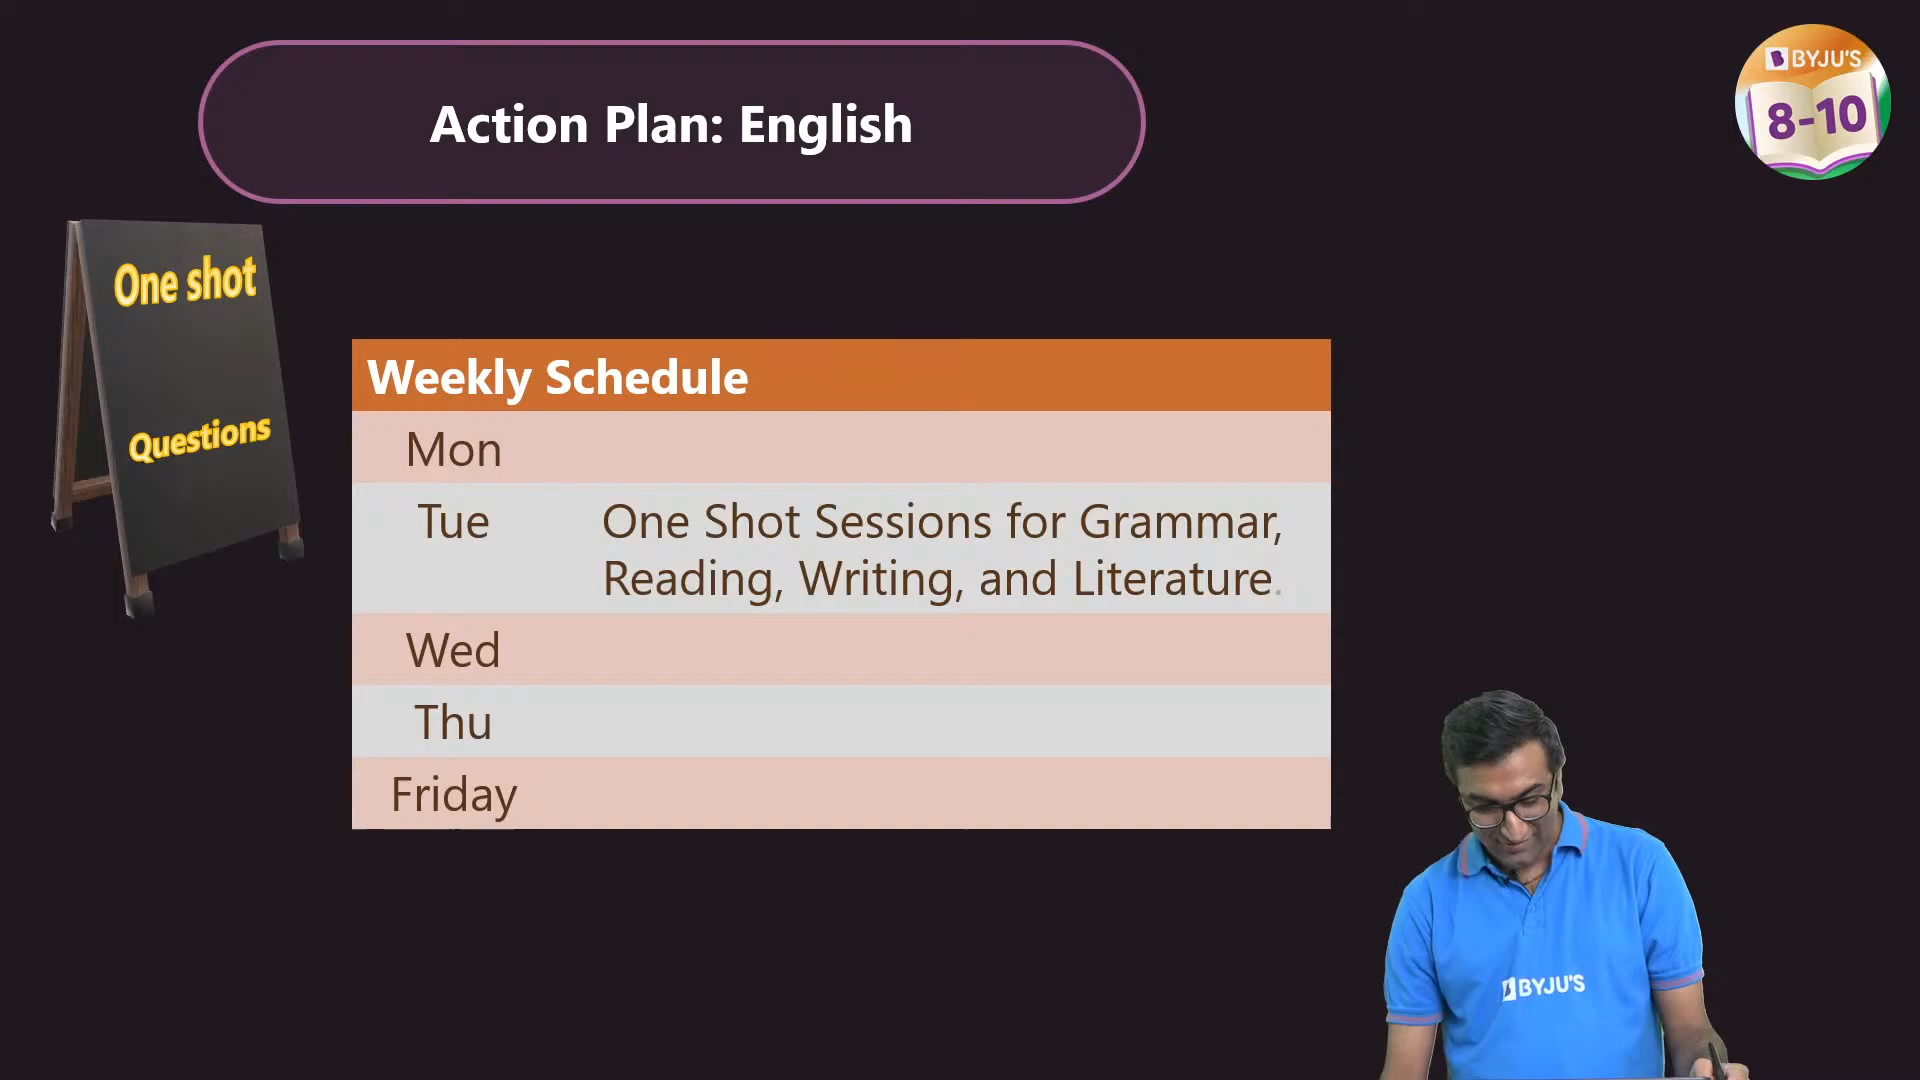 Action Plan: English
BYJU'S
8-10
One shot
Questions
Weekly Schedule
Mon
Tue One Shot Sessions for Grammar,
Reading, Writing, and Literature.
Wed
Thu
Friday
BYJU'S